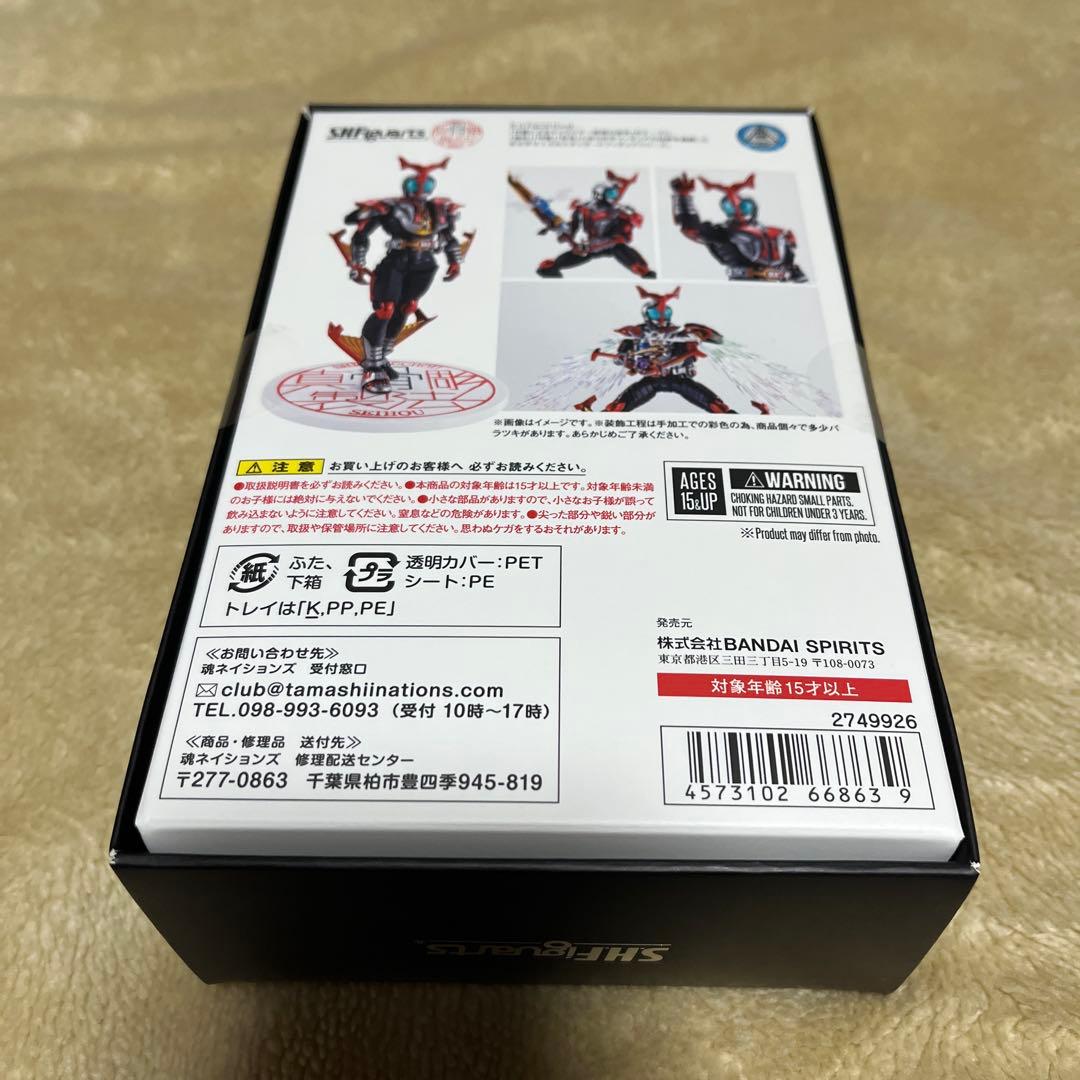 S.H.Figuarts
SEIHOU
※画像はイメージです。※装飾工程は手加工での彩色の為、商品個々で多少バ
ラツキがあります。あらかじめご了承ください。
注意 お買い上げのお客様へ 必ずお読みください。
●取扱説明書を必ずお読みください。●本商品の対象年齢は15才以上です。対象年齢未満
のお子様には絶対に与えないでください。●小さな部品がありますので、小さなお子様が誤って
飲み込まないように注意してください。窒息などの危険があります。●尖った部分や鋭い部分が
ありますので、取扱や保管場所に注意してください。思わぬケガをするおそれがあります。
AGES
15&UP
WARNING
CHOKING HAZARD SMALL PARTS.
NOT FOR CHILDREN UNDER 3 YEARS.
※Product may differ from photo.
紙 ふた、
下箱
プラ 透明カバー:PET
シート:PE
トレイは「K,PP,PE」
≪お問い合わせ先≫
魂ネイションズ 受付窓口
club@tamashiinations.com
TEL.098-993-6093 (受付 10時〜17時)
≪商品・修理品 送付先≫
魂ネイションズ 修理配送センター
〒277-0863 千葉県柏市豊四季945-819
発売元
株式会社BANDAI SPIRITS
東京都港区三田三丁目5-19 〒108-0073
対象年齢15才以上
2749926
4573102 66863 9
S.H.Figuarts